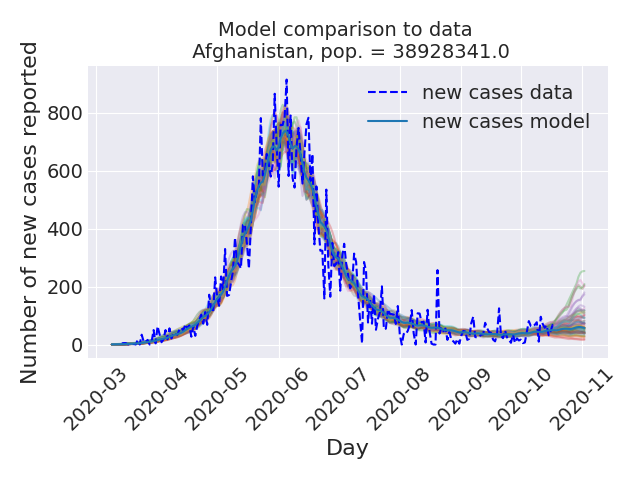 Model comparison to data
Afghanistan, pop. = 38928341.0
new cases data
new cases model
Number of new cases reported
800
600
400
200
0
2020-03
2020-04
2020-05
2020-06
2020-07
2020-08
2020-09
2020-10
2020-11
Day